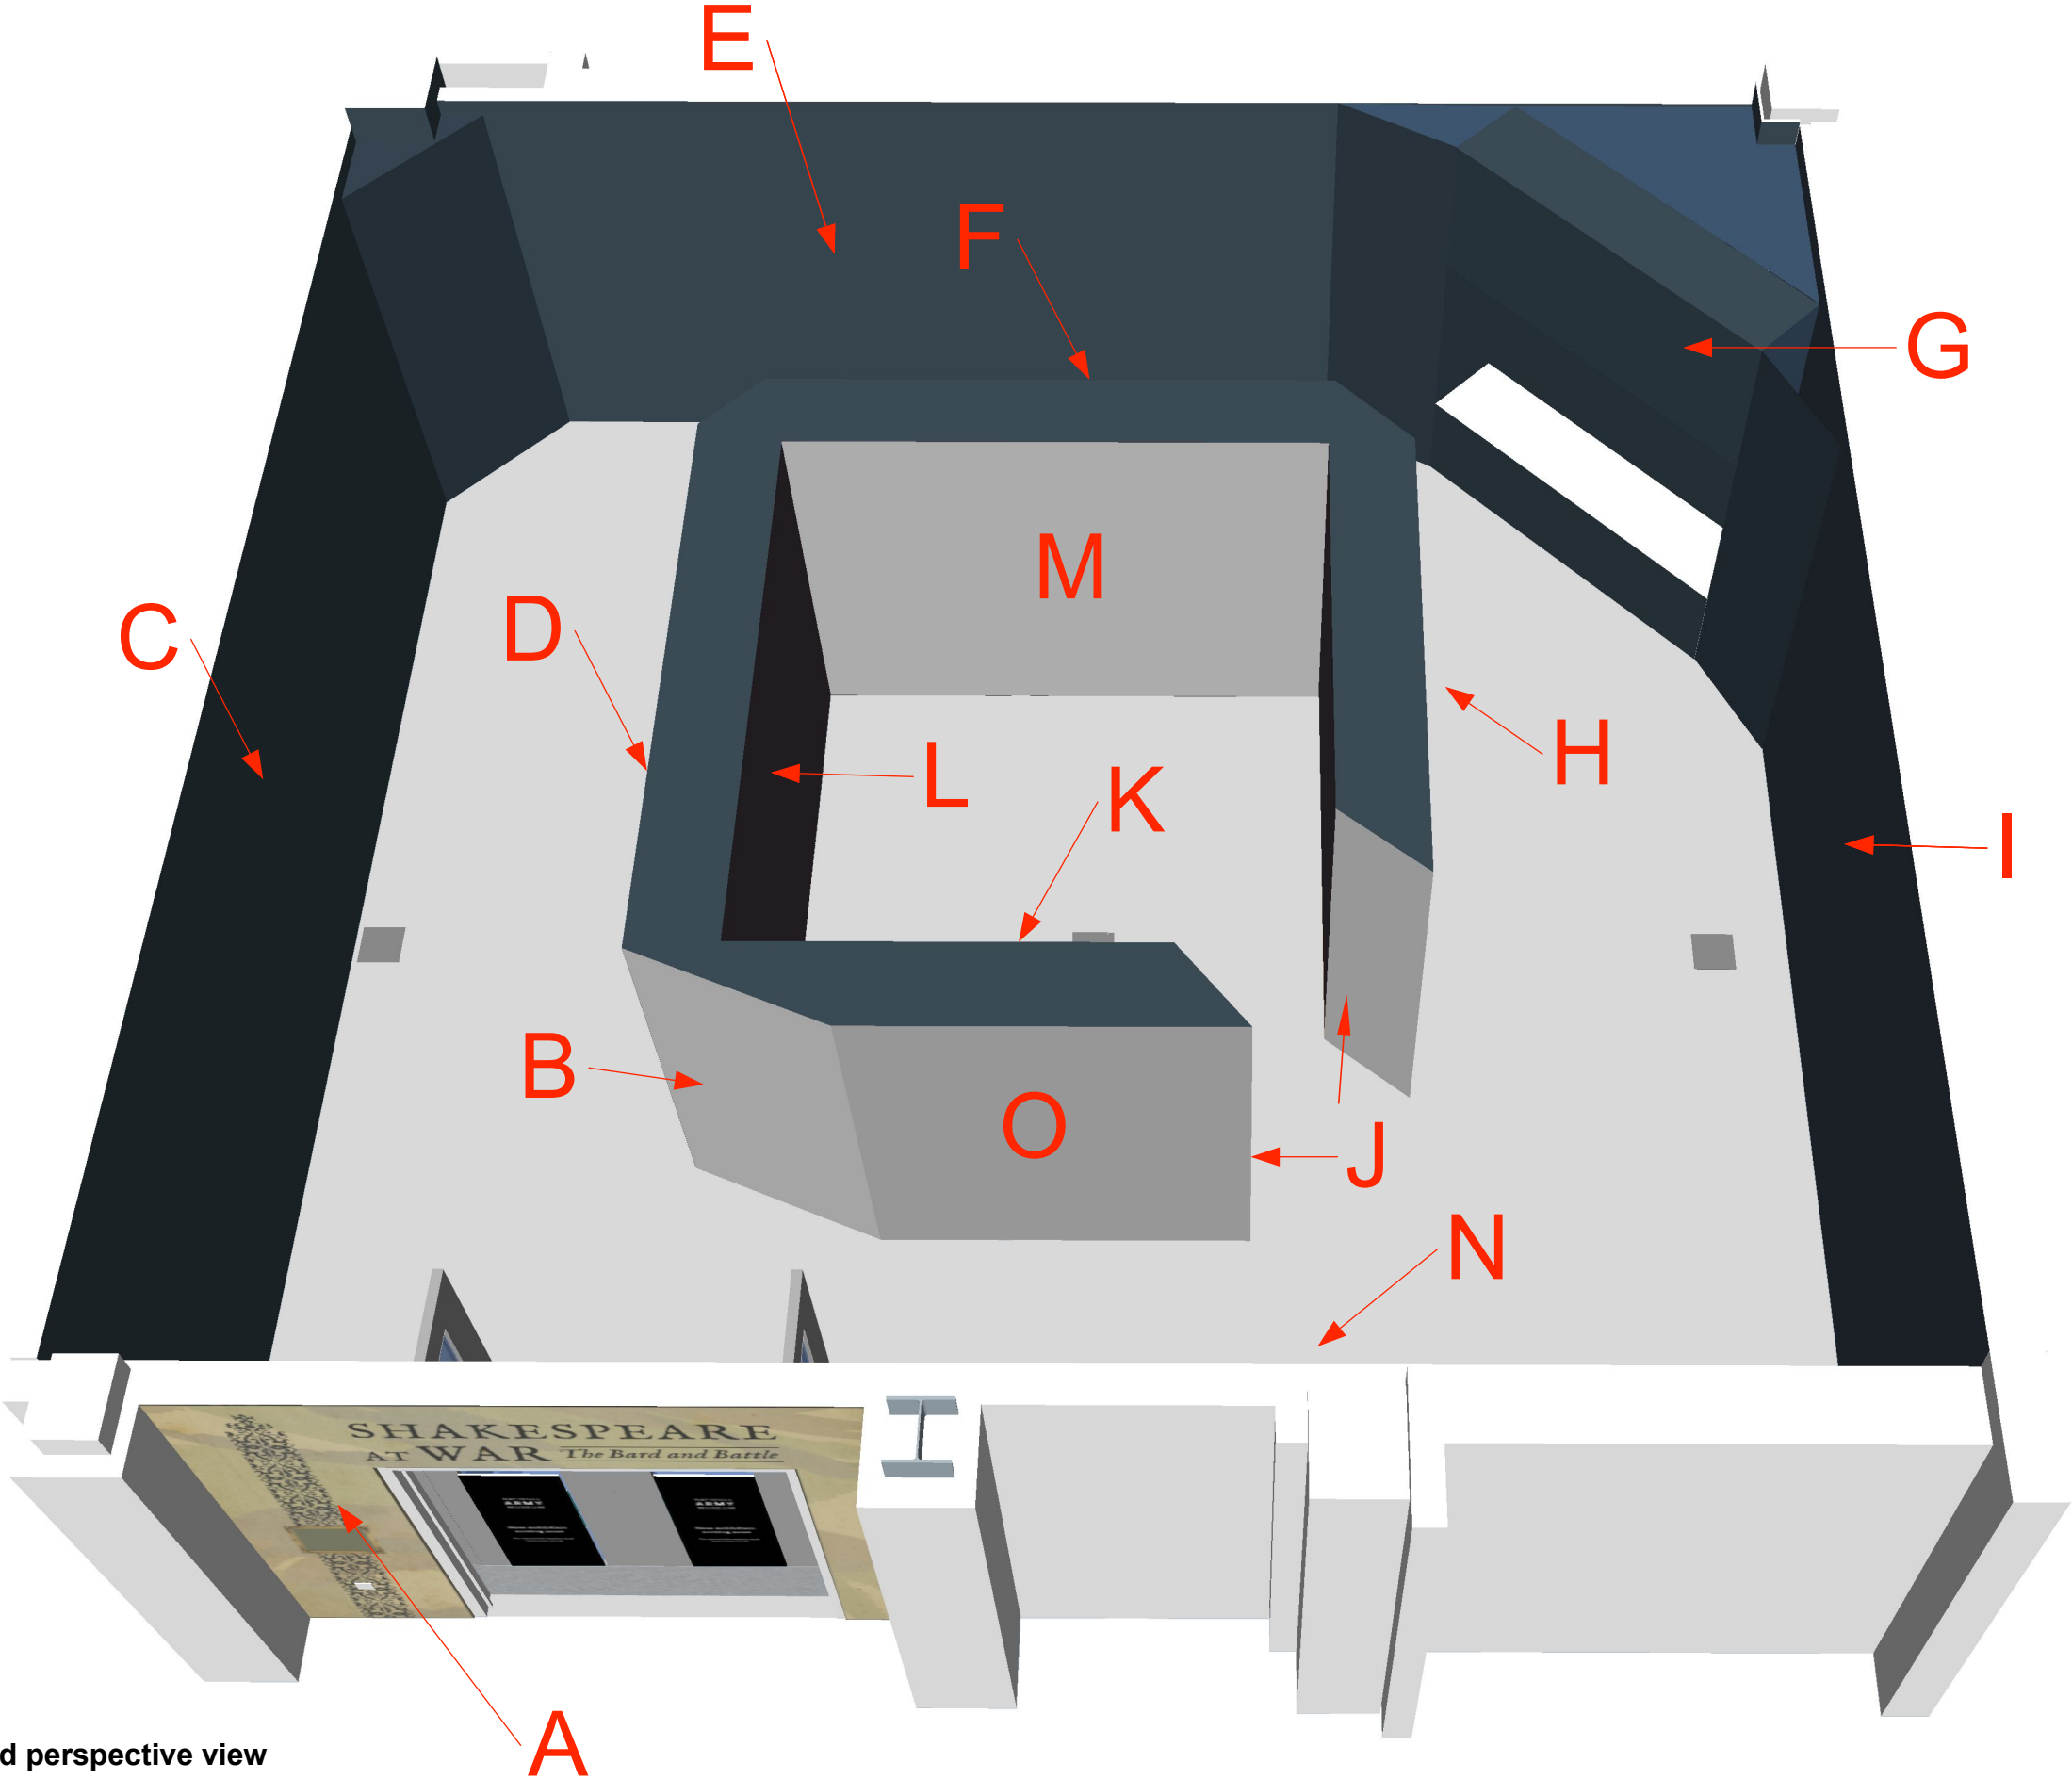 E
F
G
M
C
D
H
L
K
I
B
O
J
N
SHAKESPEARE
AT WAR The Bard and Battle
ARMY
ARMY
A
d perspective view